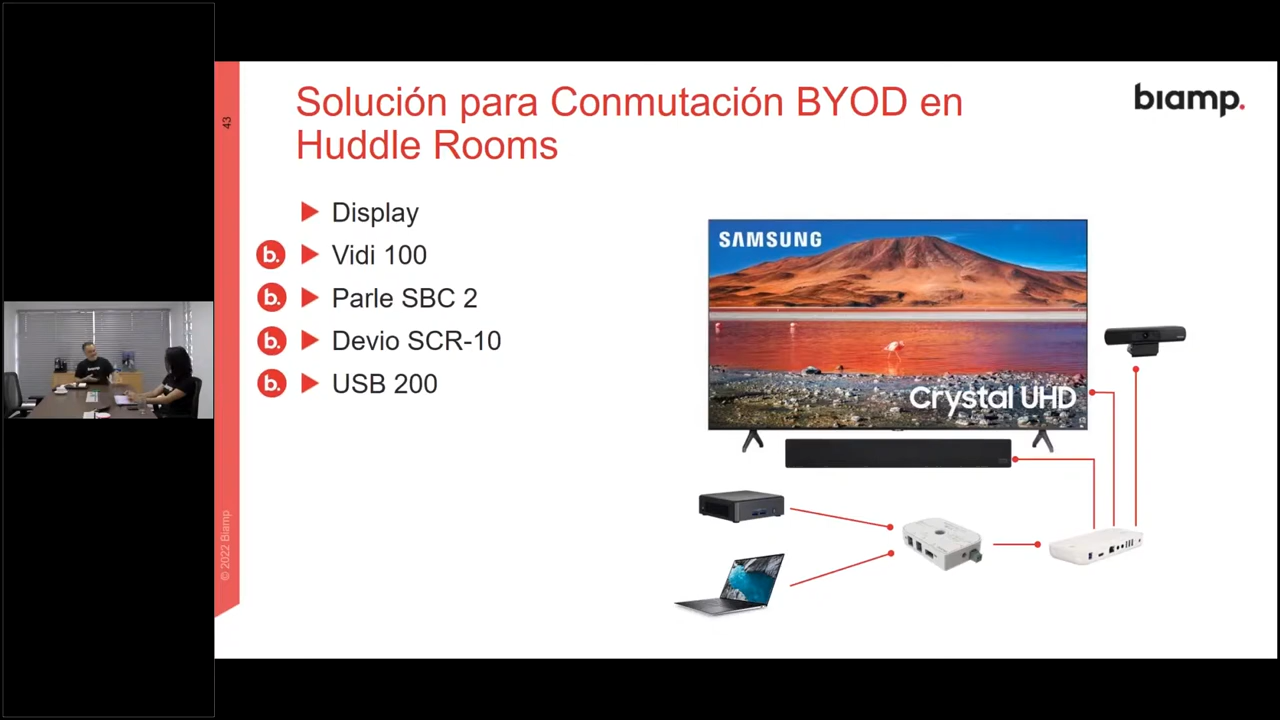 43
Solución para Conmutación BYOD en
Huddle Rooms
biamp.
Display
b. Vidi 100
b. Parle SBC 2
b. Devio SCR-10
b. USB 200
SAMSUNG
Crystal UHD
© 2022 Biamp